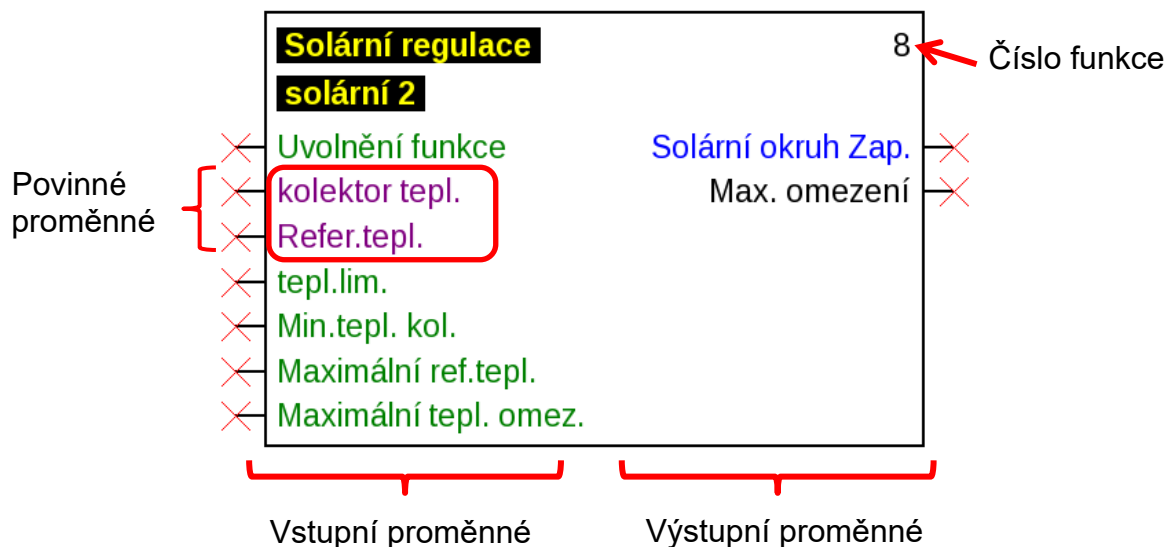 Solární regulace 8
solární 2
Číslo funkce
Uvolnění funkce Solární okruh Zap.
Povinné
proměnné
kolektor tepl. Max. omezení
Refer.tepl.
tepl.lim.
Min.tepl. kol.
Maximální ref.tepl.
Maximální tepl. omez.
Vstupní proměnné Výstupní proměnné